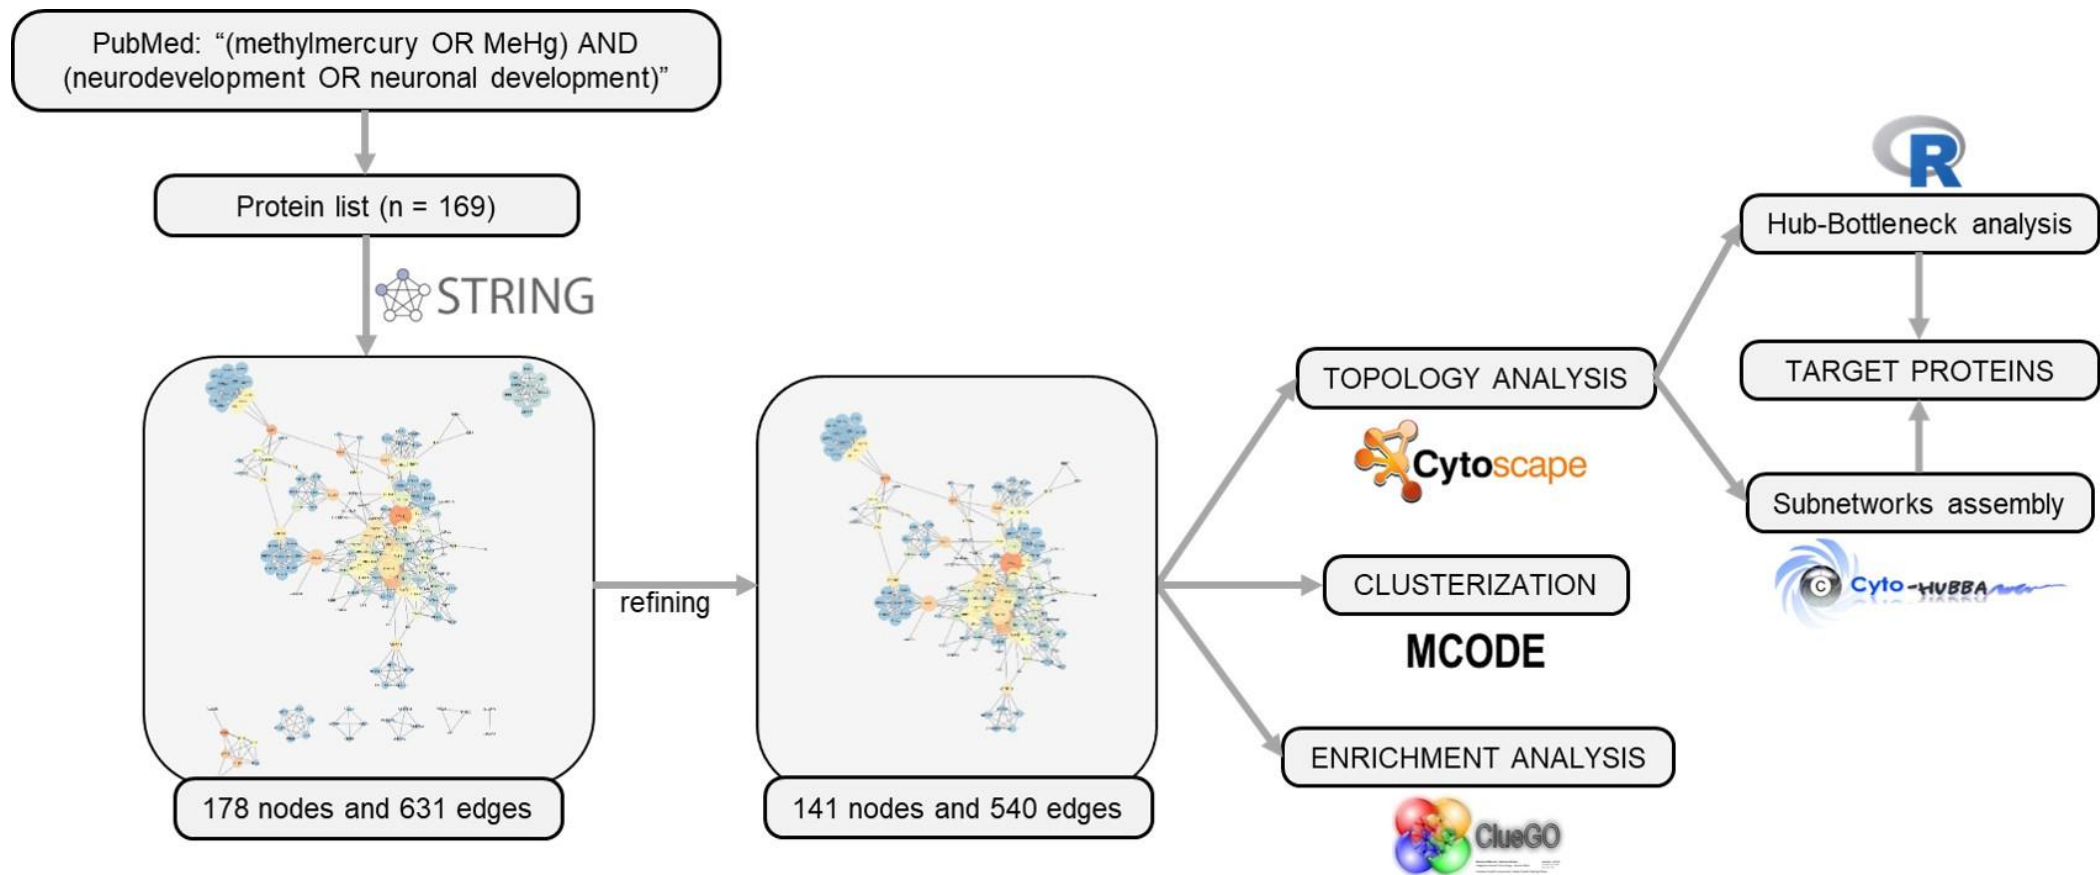 PubMed: “(methylmercury OR MeHg) AND
(neurodevelopment OR neuronal development)”
Protein list (n = 169)
STRING
178 nodes and 631 edges
refining
141 nodes and 540 edges
TOPOLOGY ANALYSIS
Cytoscape
CLUSTERIZATION
MCODE
ENRICHMENT ANALYSIS
ClueGO
R
Hub-Bottleneck analysis
TARGET PROTEINS
Subnetworks assembly
C Cyto-HUBBA